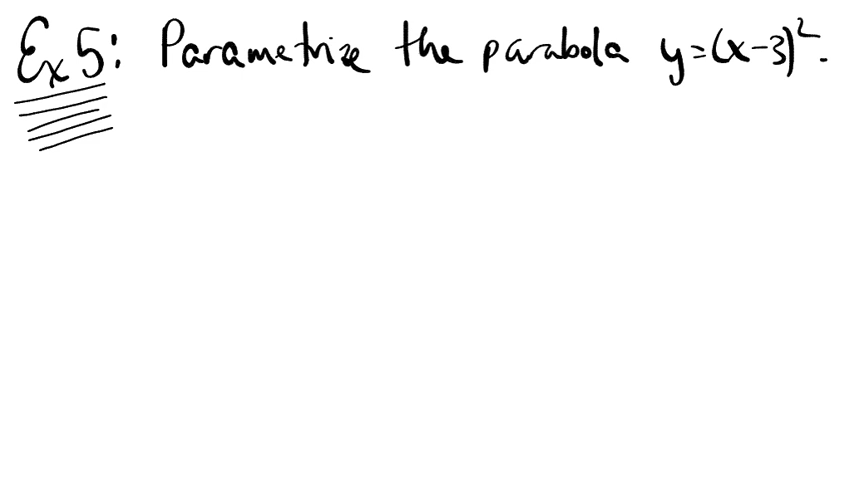 Ex 5: Parametrize the parabola y=(x-3)².